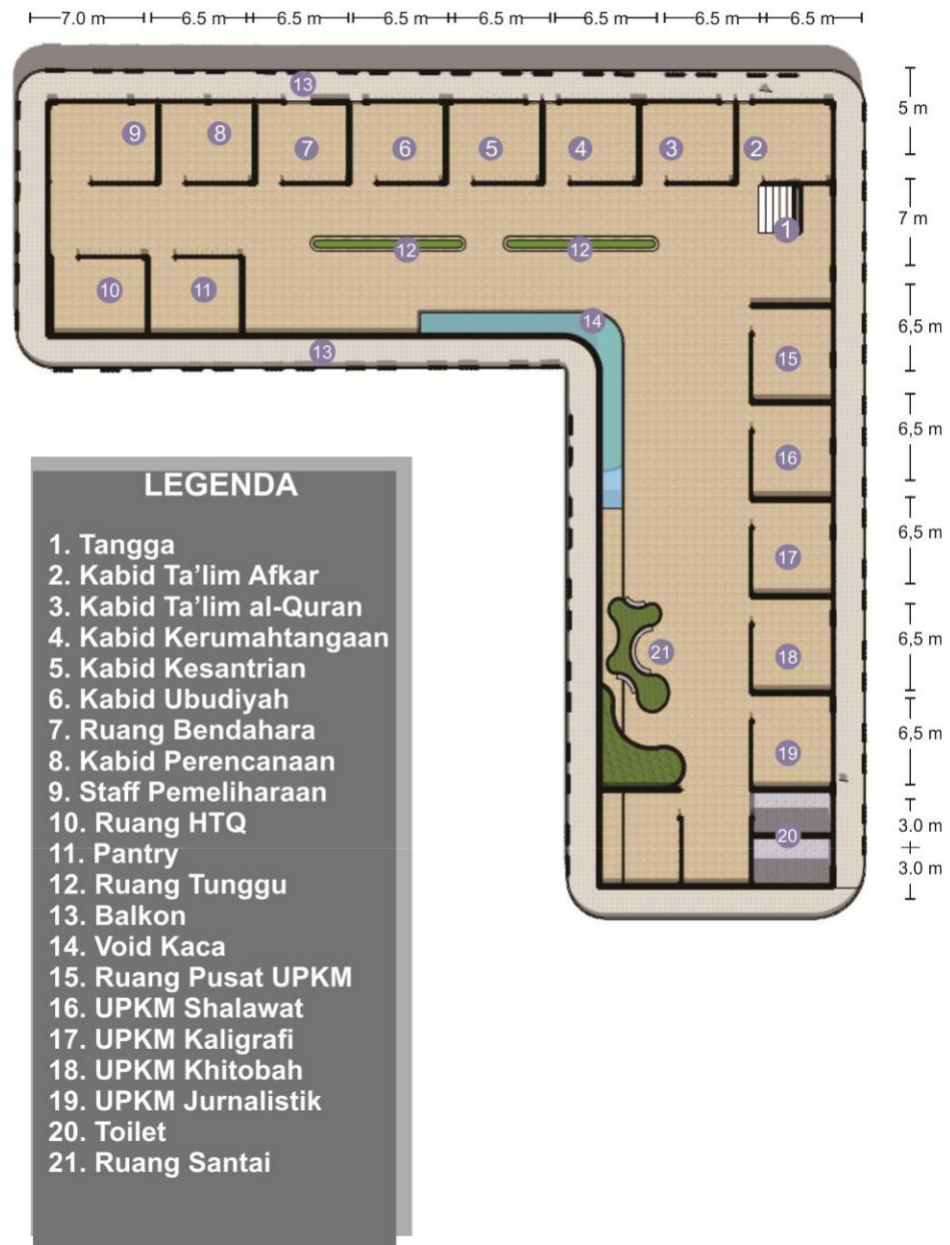 7.0 m 6.5 m 6.5 m 6.5 m 6.5 m 6.5 m 6.5 m 6.5 m
13
5 m
9 8 7 6 5 4 3 2
7 m
1
12 12
10 11
14
6,5 m
13
15
6,5 m
16
6,5 m
17
6,5 m
21 18
6,5 m
19
3.0 m
20
3.0 m
LEGENDA
1. Tangga
2. Kabid Ta'lim Afkar
3. Kabid Ta'lim al-Quran
4. Kabid Kerumahtangaan
5. Kabid Kesantrian
6. Kabid Ubudiyah
7. Ruang Bendahara
8. Kabid Perencanaan
9. Staff Pemeliharaan
10. Ruang HTQ
11. Pantry
12. Ruang Tunggu
13. Balkon
14. Void Kaca
15. Ruang Pusat UPKM
16. UPKM Shalawat
17. UPKM Kaligrafi
18. UPKM Khitobah
19. UPKM Jurnalistik
20. Toilet
21. Ruang Santai